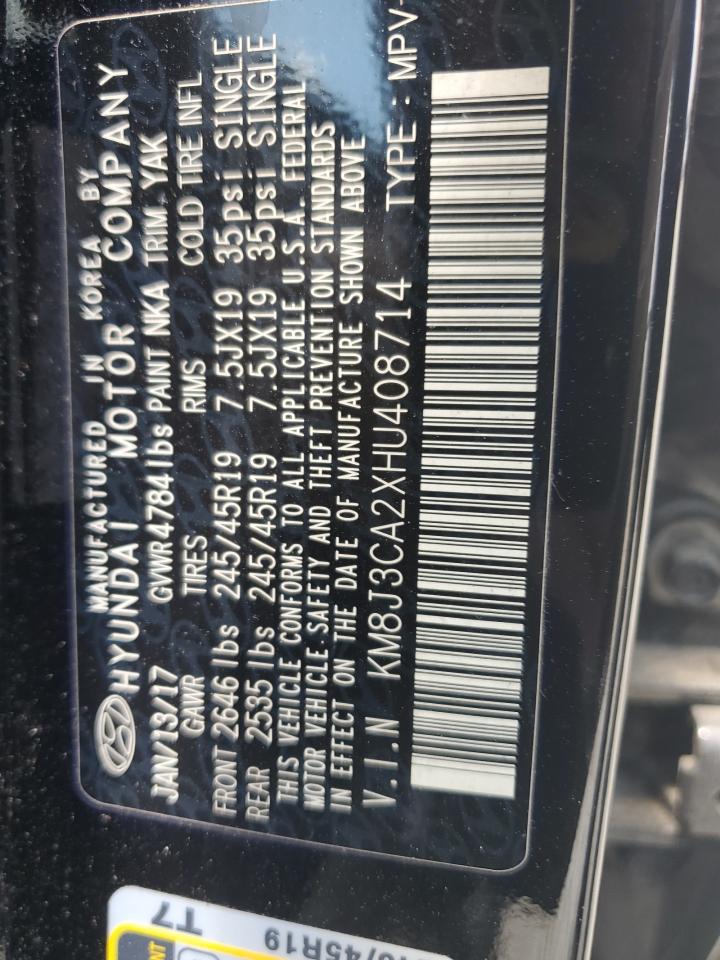 MANUFACTURED IN KOREA BY
HYUNDAI MOTOR COMPANY
JAN/13/17 GVWR4784lbs PAINT NKA TRIM YAK
GAWR TIRES RIMS COLD TIRE INFL
FRONT 2646 lbs 245/45R19 7.5JX19 35psi SINGLE
REAR 2535 lbs 245/45R19 7.5JX19 35psi SINGLE
THIS VEHICLE CONFORMS TO ALL APPLICABLE U.S.A. FEDERAL
MOTOR VEHICLE SAFETY AND THEFT PREVENTION STANDARDS
IN EFFECT ON THE DATE OF MANUFACTURE SHOWN ABOVE
V.I.N KM8J3CA2XHU408714 TYPE : MPV-
T7
/45R19